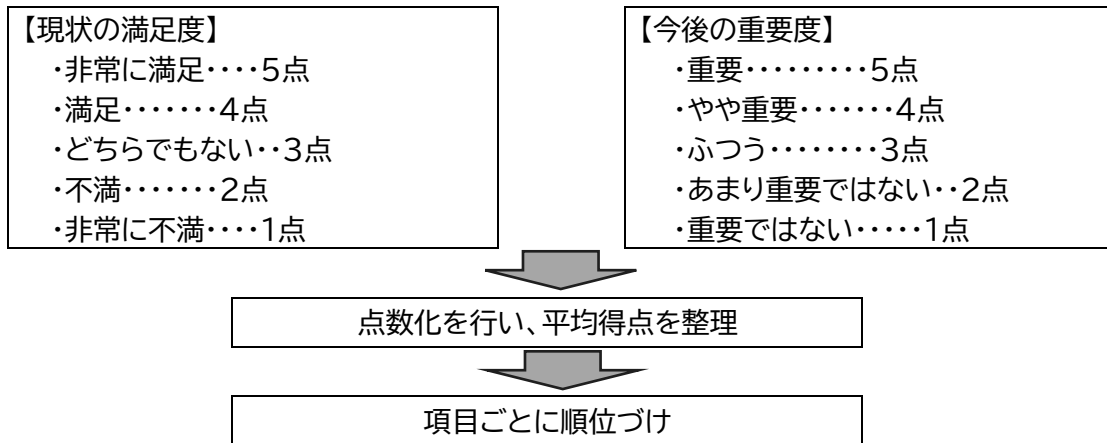 【現状の満足度】
・非常に満足・・・・5点
・満足・・・・・・・4点
・どちらでもない・・3点
・不満・・・・・・・2点
・非常に不満・・・・1点
【今後の重要度】
・重要・・・・・・・・・5点
・やや重要・・・・・・・4点
・ふつう・・・・・・・・3点
・あまり重要ではない・・2点
・重要ではない・・・・・1点
点数化を行い、平均得点を整理
項目ごとに順位づけ